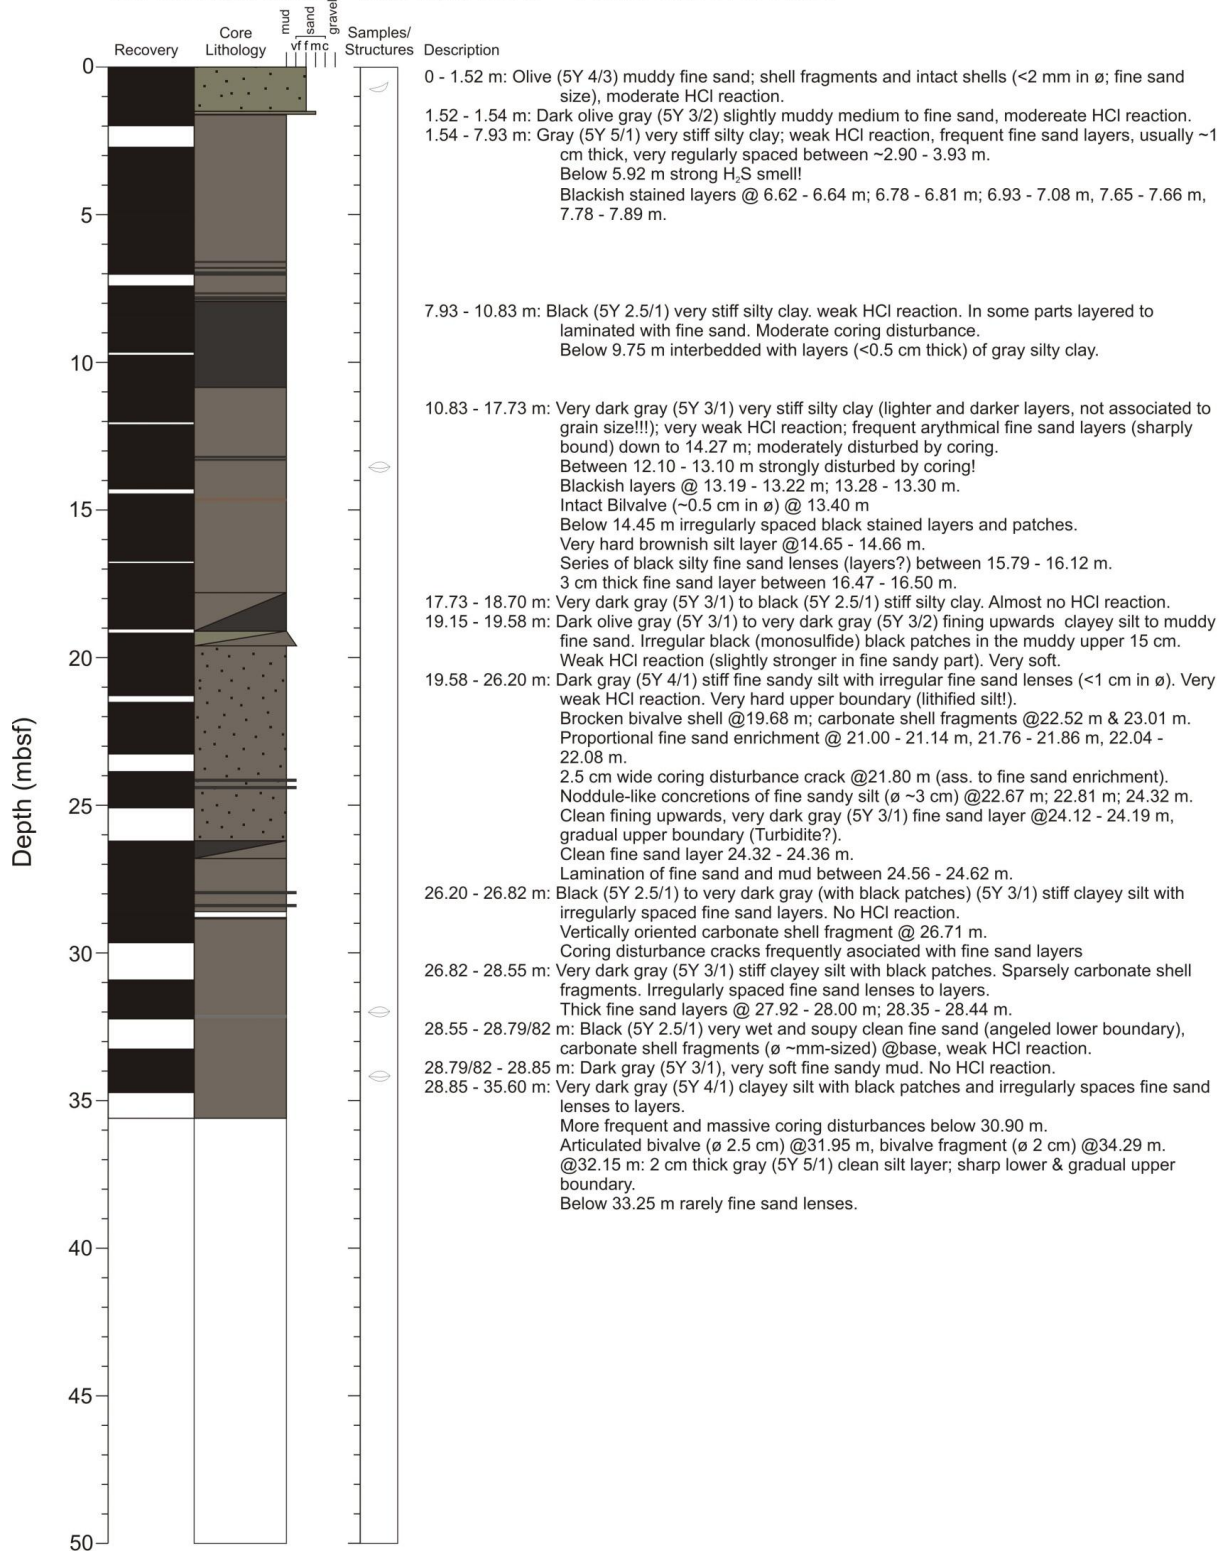 mud
sand
gravel
vf f m c
Recovery
Core
Lithology
Samples/
Structures
Description
0
5
10
15
20
25
30
35
40
45
50
Depth (mbsf)
0 - 1.52 m: Olive (5Y 4/3) muddy fine sand; shell fragments and intact shells (<2 mm in ø; fine sand
size), moderate HCl reaction.
1.52 - 1.54 m: Dark olive gray (5Y 3/2) slightly muddy medium to fine sand, modereate HCl reaction.
1.54 - 7.93 m: Gray (5Y 5/1) very stiff silty clay; weak HCl reaction, frequent fine sand layers, usually ~1
cm thick, very regularly spaced between ~2.90 - 3.93 m.
Below 5.92 m strong H₂S smell!
Blackish stained layers @ 6.62 - 6.64 m; 6.78 - 6.81 m; 6.93 - 7.08 m, 7.65 - 7.66 m,
7.78 - 7.89 m.
7.93 - 10.83 m: Black (5Y 2.5/1) very stiff silty clay. weak HCl reaction. In some parts layered to
laminated with fine sand. Moderate coring disturbance.
Below 9.75 m interbedded with layers (<0.5 cm thick) of gray silty clay.
10.83 - 17.73 m: Very dark gray (5Y 3/1) very stiff silty clay (lighter and darker layers, not associated to
grain size!!!); very weak HCl reaction; frequent arythmical fine sand layers (sharply
bound) down to 14.27 m; moderately disturbed by coring.
Between 12.10 - 13.10 m strongly disturbed by coring!
Blackish layers @ 13.19 - 13.22 m; 13.28 - 13.30 m.
Intact Bilvalve (~0.5 cm in ø) @ 13.40 m
Below 14.45 m irregularly spaced black stained layers and patches.
Very hard brownish silt layer @14.65 - 14.66 m.
Series of black silty fine sand lenses (layers?) between 15.79 - 16.12 m.
3 cm thick fine sand layer between 16.47 - 16.50 m.
17.73 - 18.70 m: Very dark gray (5Y 3/1) to black (5Y 2.5/1) stiff silty clay. Almost no HCl reaction.
19.15 - 19.58 m: Dark olive gray (5Y 3/1) to very dark gray (5Y 3/2) fining upwards clayey silt to muddy
fine sand. Irregular black (monosulfide) black patches in the muddy upper 15 cm.
Weak HCl reaction (slightly stronger in fine sandy part). Very soft.
19.58 - 26.20 m: Dark gray (5Y 4/1) stiff fine sandy silt with irregular fine sand lenses (<1 cm in ø). Very
weak HCl reaction. Very hard upper boundary (lithified silt!).
Brocken bivalve shell @19.68 m; carbonate shell fragments @22.52 m & 23.01 m.
Proportional fine sand enrichment @ 21.00 - 21.14 m, 21.76 - 21.86 m, 22.04 -
22.08 m.
2.5 cm wide coring disturbance crack @21.80 m (ass. to fine sand enrichment).
Noddule-like concretions of fine sandy silt (ø ~3 cm) @22.67 m; 22.81 m; 24.32 m.
Clean fining upwards, very dark gray (5Y 3/1) fine sand layer @24.12 - 24.19 m,
gradual upper boundary (Turbidite?).
Clean fine sand layer 24.32 - 24.36 m.
Lamination of fine sand and mud between 24.56 - 24.62 m.
26.20 - 26.82 m: Black (5Y 2.5/1) to very dark gray (with black patches) (5Y 3/1) stiff clayey silt with
irregularly spaced fine sand layers. No HCl reaction.
Vertically oriented carbonate shell fragment @ 26.71 m.
Coring disturbance cracks frequently asociated with fine sand layers
26.82 - 28.55 m: Very dark gray (5Y 3/1) stiff clayey silt with black patches. Sparsely carbonate shell
fragments. Irregularly spaced fine sand lenses to layers.
Thick fine sand layers @ 27.92 - 28.00 m; 28.35 - 28.44 m.
28.55 - 28.79/82 m: Black (5Y 2.5/1) very wet and soupy clean fine sand (angeled lower boundary),
carbonate shell fragments (ø ~mm-sized) @base, weak HCl reaction.
28.79/82 - 28.85 m: Dark gray (5Y 3/1), very soft fine sandy mud. No HCl reaction.
28.85 - 35.60 m: Very dark gray (5Y 4/1) clayey silt with black patches and irregularly spaces fine sand
lenses to layers.
More frequent and massive coring disturbances below 30.90 m.
Articulated bivalve (ø 2.5 cm) @31.95 m, bivalve fragment (ø 2 cm) @34.29 m.
@32.15 m: 2 cm thick gray (5Y 5/1) clean silt layer; sharp lower & gradual upper
boundary.
Below 33.25 m rarely fine sand lenses.